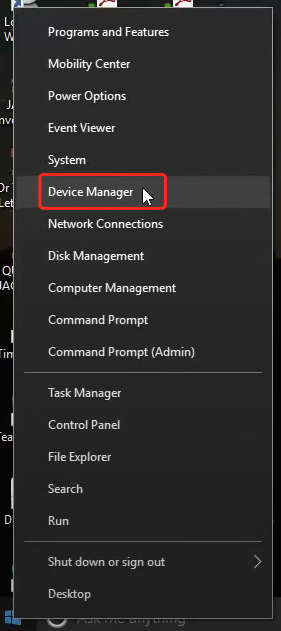 Programs and Features
Mobility Center
Power Options
Event Viewer
System
Device Manager
Network Connections
Disk Management
Computer Management
Command Prompt
Command Prompt (Admin)
Task Manager
Control Panel
File Explorer
Search
Run
Shut down or sign out
Desktop
Ask me anything